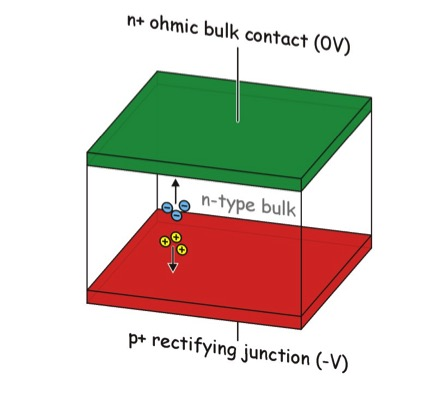 n+ ohmic bulk contact (0V)
n-type bulk
p+ rectifying junction (-V)